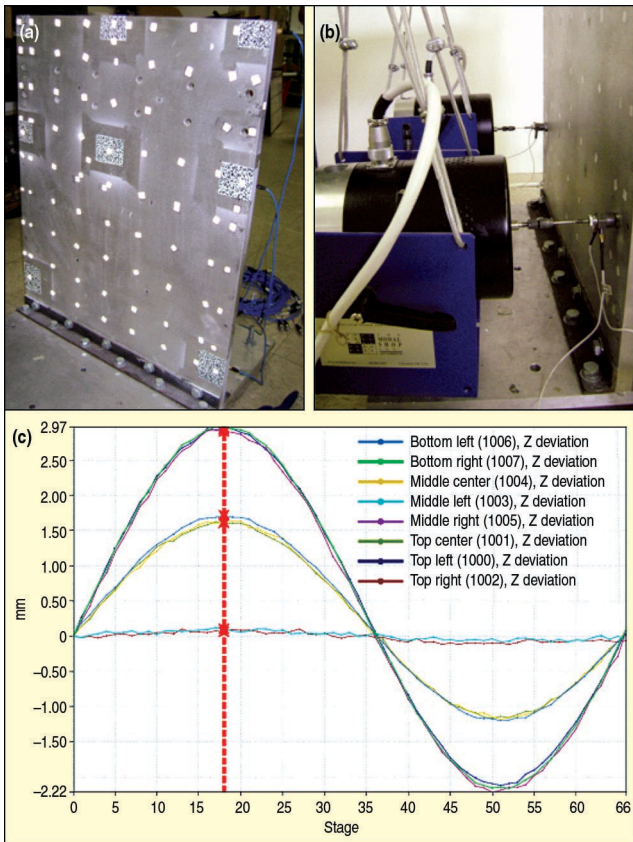 (a)
(b)
THE
MODAL
SHOP
(c)
2.97
2.50
2.00
1.50
1.00
0.50
0
–0.50
–1.00
–1.50
–2.22
mm
Bottom left (1006), Z deviation
Bottom right (1007), Z deviation
Middle center (1004), Z deviation
Middle left (1003), Z deviation
Middle right (1005), Z deviation
Top center (1001), Z deviation
Top left (1000), Z deviation
Top right (1002), Z deviation
0 5 10 15 20 25 30 35 40 45 50 55 60 66
Stage